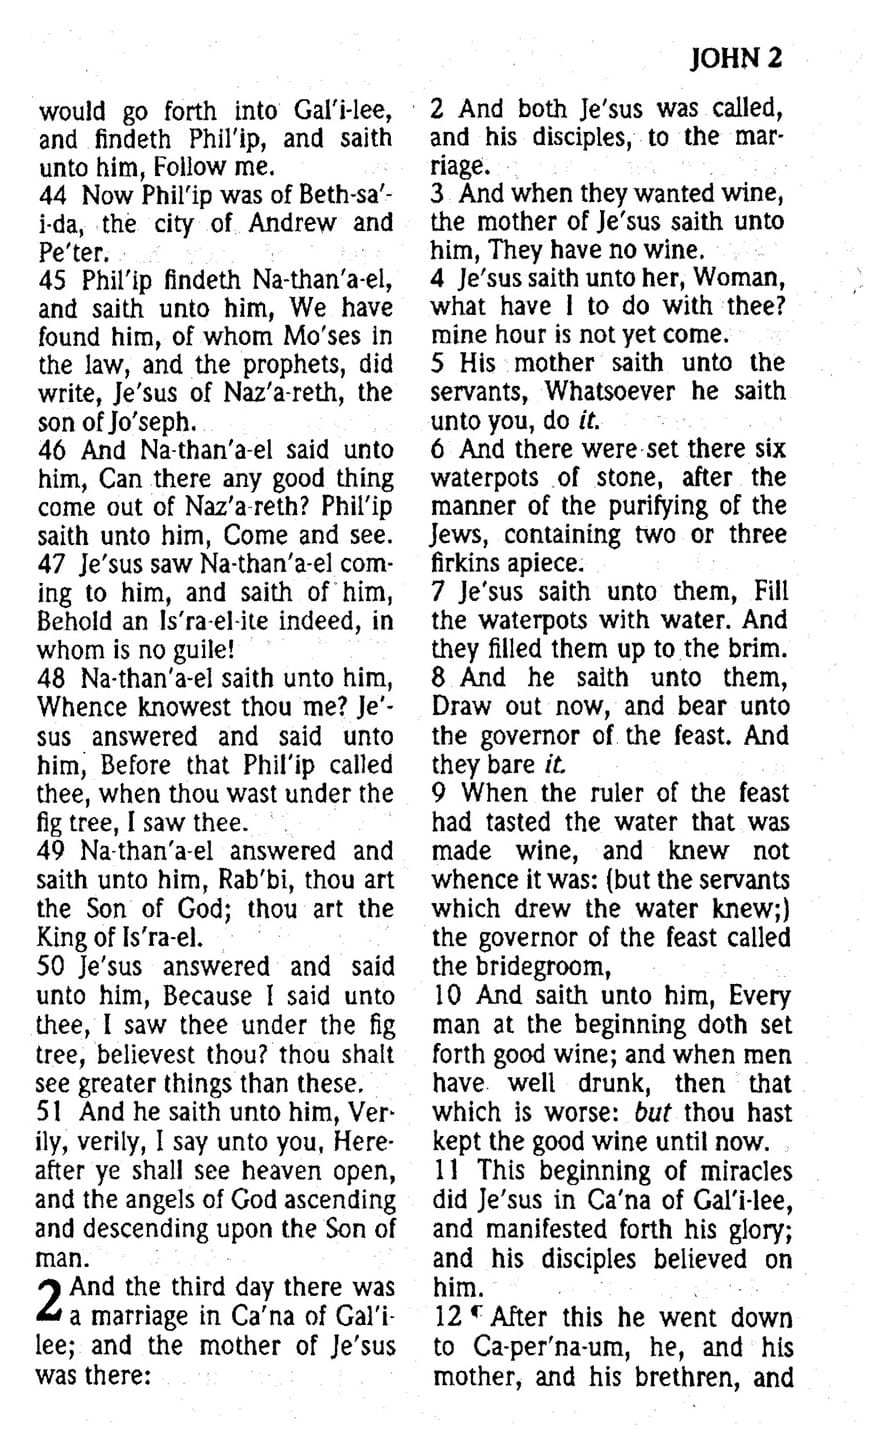 JOHN 2
would go forth into Gal'i-lee,
and findeth Phil'ip, and saith
unto him, Follow me.
44 Now Phil'ip was of Beth-sa'-
i-da, the city of Andrew and
Pe'ter.
45 Phil'ip findeth Na-than'a-el,
and saith unto him, We have
found him, of whom Mo'ses in
the law, and the prophets, did
write, Je'sus of Naz'a-reth, the
son of Jo'seph.
46 And Na-than'a-el said unto
him, Can there any good thing
come out of Naz'a-reth? Phil'ip
saith unto him, Come and see.
47 Je'sus saw Na-than'a-el com-
ing to him, and saith of him,
Behold an Is'ra-el-ite indeed, in
whom is no guile!
48 Na-than'a-el saith unto him,
Whence knowest thou me? Je'-
sus answered and said unto
him, Before that Phil'ip called
thee, when thou wast under the
fig tree, I saw thee.
49 Na-than'a-el answered and
saith unto him, Rab'bi, thou art
the Son of God; thou art the
King of Is'ra-el.
50 Je'sus answered and said
unto him, Because I said unto
thee, I saw thee under the fig
tree, believest thou? thou shalt
see greater things than these.
51 And he saith unto him, Ver-
ily, verily, I say unto you, Here-
after ye shall see heaven open,
and the angels of God ascending
and descending upon the Son of
man.
2 And the third day there was
a marriage in Ca'na of Gal'i-
lee; and the mother of Je'sus
was there:
2 And both Je'sus was called,
and his disciples, to the mar-
riage.
3 And when they wanted wine,
the mother of Je'sus saith unto
him, They have no wine.
4 Je'sus saith unto her, Woman,
what have I to do with thee?
mine hour is not yet come.
5 His mother saith unto the
servants, Whatsoever he saith
unto you, do it.
6 And there were set there six
waterpots of stone, after the
manner of the purifying of the
Jews, containing two or three
firkins apiece.
7 Je'sus saith unto them, Fill
the waterpots with water. And
they filled them up to the brim.
8 And he saith unto them,
Draw out now, and bear unto
the governor of the feast. And
they bare it.
9 When the ruler of the feast
had tasted the water that was
made wine, and knew not
whence it was: (but the servants
which drew the water knew;)
the governor of the feast called
the bridegroom,
10 And saith unto him, Every
man at the beginning doth set
forth good wine; and when men
have well drunk, then that
which is worse: but thou hast
kept the good wine until now.
11 This beginning of miracles
did Je'sus in Ca'na of Gal'i-lee,
and manifested forth his glory;
and his disciples believed on
him.
12 ¶ After this he went down
to Ca-per'na-um, he, and his
mother, and his brethren, and